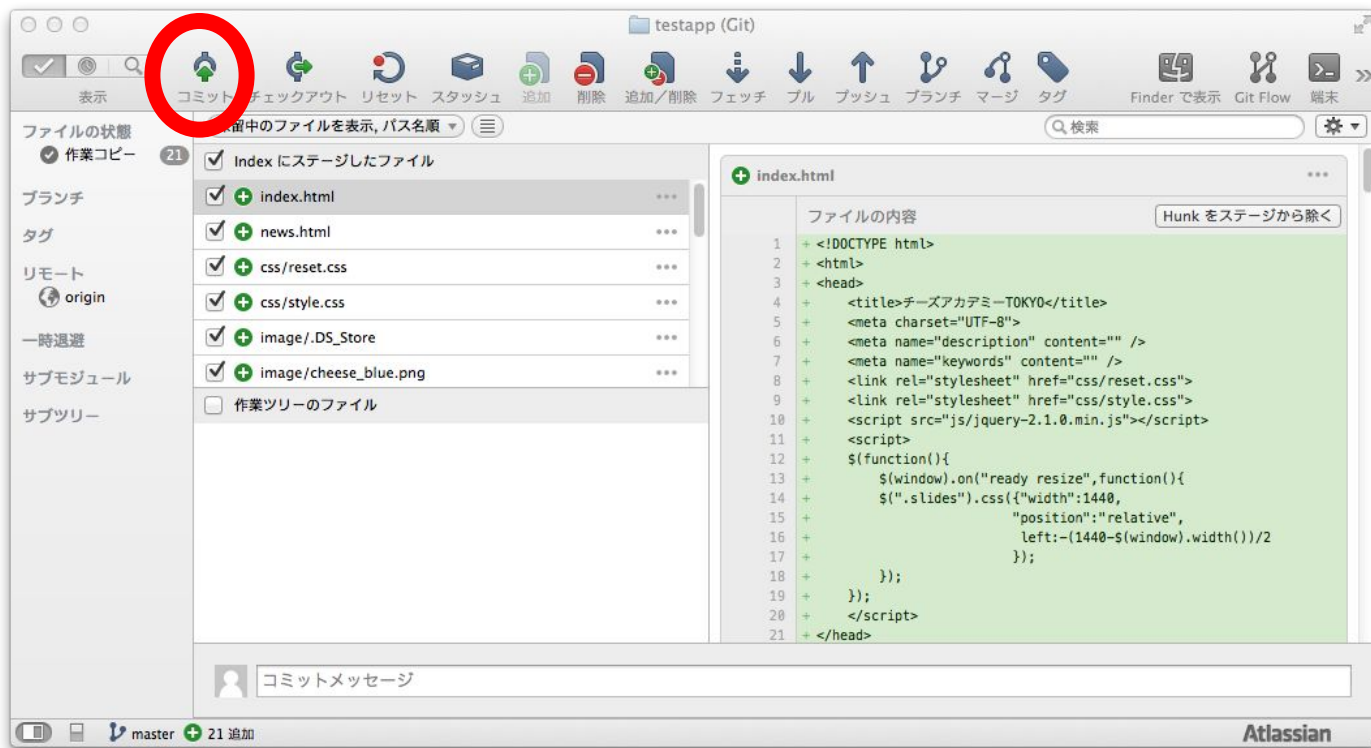 testapp (Git)
表示
コミット チェックアウト リセット スタッシュ 追加 削除 追加／削除 フェッチ プル プッシュ ブランチ マージ タグ Finder で表示 Git Flow 端末
ファイルの状態
作業コピー 21
ブランチ
タグ
リモート
origin
一時退避
サブモジュール
サブツリー
留中のファイルを表示, パス名順
検索
Index にステージしたファイル
index.html
news.html
css/reset.css
css/style.css
image/.DS_Store
image/cheese_blue.png
作業ツリーのファイル
index.html
ファイルの内容 Hunk をステージから除く
1 + <!DOCTYPE html>
2 + <html>
3 + <head>
4 + <title>チーズアカデミーTOKYO</title>
5 + <meta charset="UTF-8">
6 + <meta name="description" content="" />
7 + <meta name="keywords" content="" />
8 + <link rel="stylesheet" href="css/reset.css">
9 + <link rel="stylesheet" href="css/style.css">
10 + <script src="js/jquery-2.1.0.min.js"></script>
11 + <script>
12 + $(function(){
13 + $(window).on("ready resize",function(){
14 + $(".slides").css({"width":1440,
15 + "position":"relative",
16 + left:-(1440-$(window).width())/2
17 + });
18 + });
19 + });
20 + </script>
21 + </head>
コミットメッセージ
master 21 追加
Atlassian